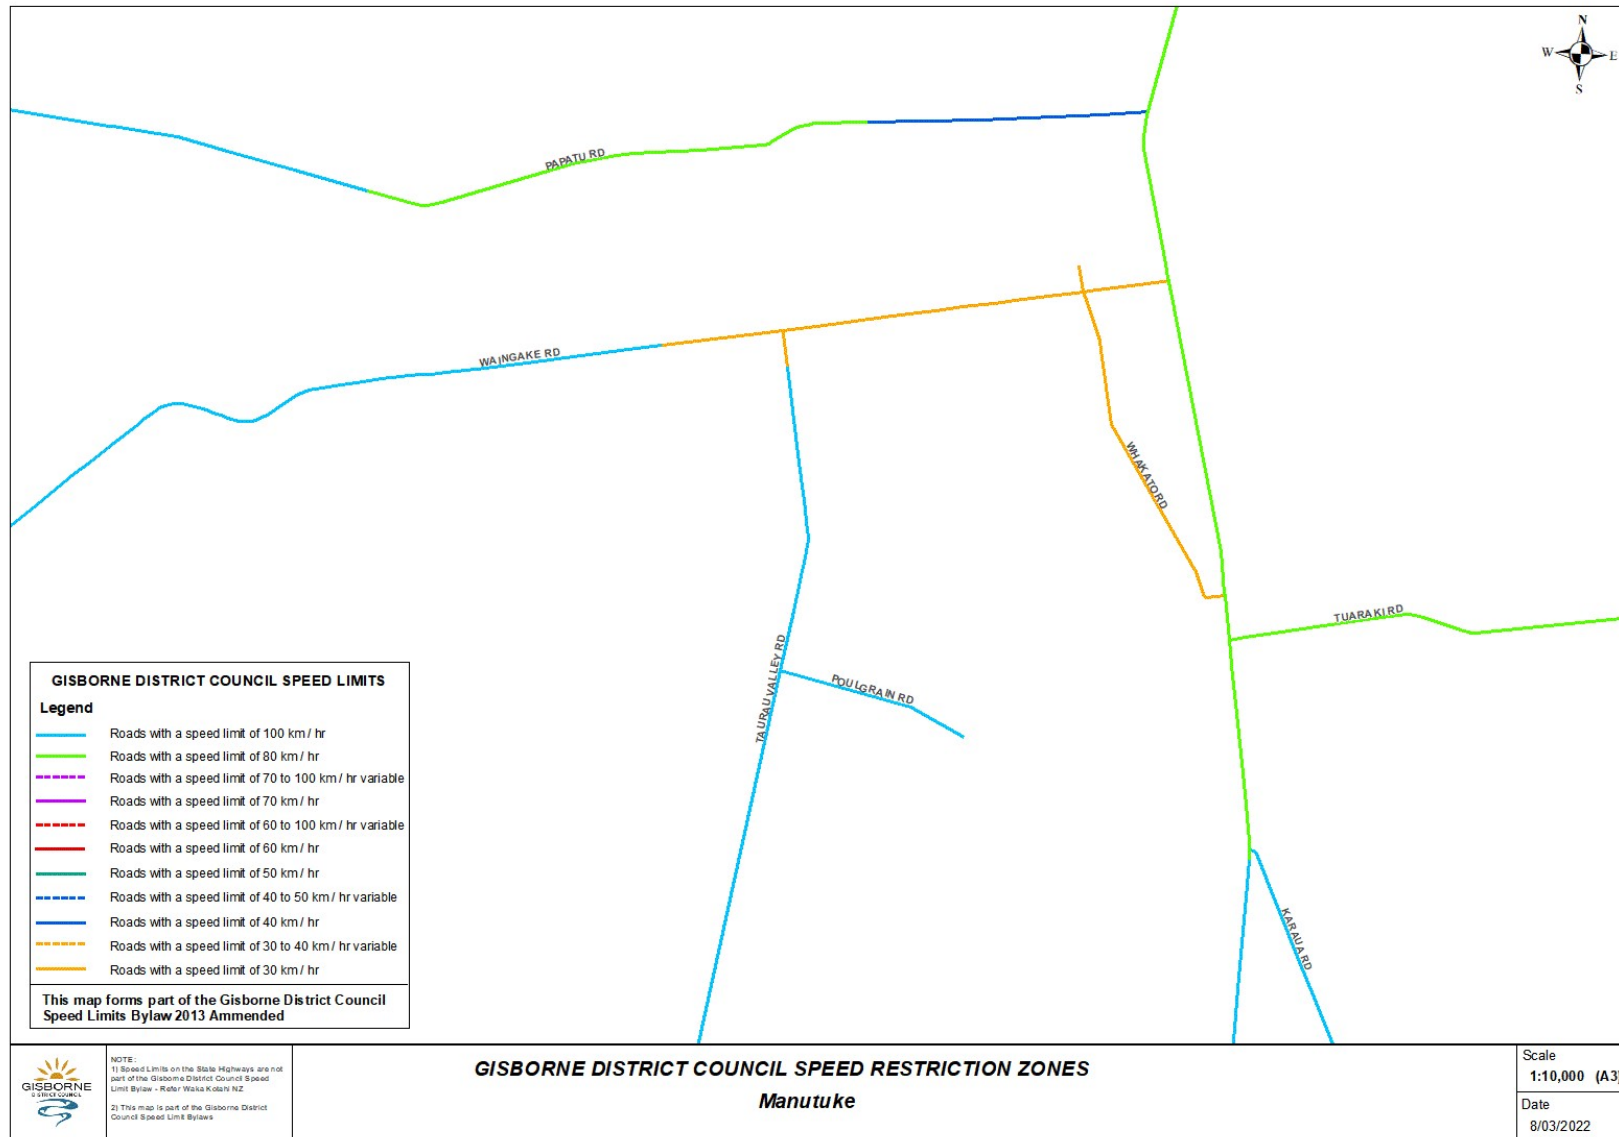 N
W
E
S
PAPATU RD
WAINGAKE RD
WHAKATO RD
TUARAKI RD
TAURAU VALLEY RD
POULGRAIN RD
KARAUA RD
GISBORNE DISTRICT COUNCIL SPEED LIMITS
Legend
Roads with a speed limit of 100 km / hr
Roads with a speed limit of 80 km / hr
Roads with a speed limit of 70 to 100 km / hr variable
Roads with a speed limit of 70 km / hr
Roads with a speed limit of 60 to 100 km / hr variable
Roads with a speed limit of 60 km / hr
Roads with a speed limit of 50 km / hr
Roads with a speed limit of 40 to 50 km / hr variable
Roads with a speed limit of 40 km / hr
Roads with a speed limit of 30 to 40 km / hr variable
Roads with a speed limit of 30 km / hr
This map forms part of the Gisborne District Council
Speed Limits Bylaw 2013 Ammended
GISBORNE
DISTRICT COUNCIL
NOTE :
1) Speed Limits on the State Highways are not
part of the Gisborne District Council Speed
Limit Bylaw - Refer Waka Kotahi NZ
2) This map is part of the Gisborne District
Council Speed Limit Bylaws
GISBORNE DISTRICT COUNCIL SPEED RESTRICTION ZONES
Manutuke
Scale
1:10,000 (A3)
Date
8/03/2022